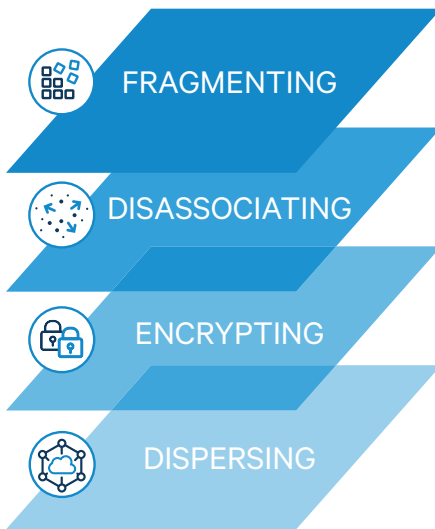 FRAGMENTING
DISASSOCIATING
ENCRYPTING
DISPERSING